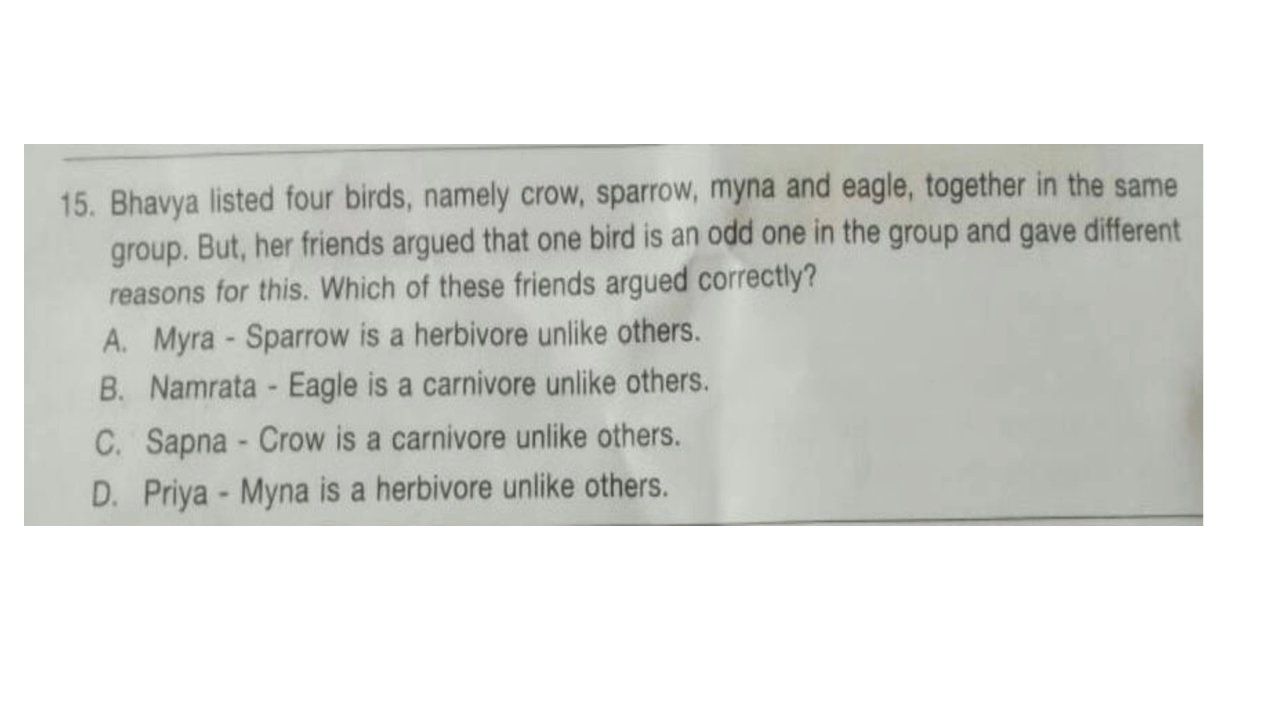 15. Bhavya listed four birds, namely crow, sparrow, myna and eagle, together in the same
group. But, her friends argued that one bird is an odd one in the group and gave different
reasons for this. Which of these friends argued correctly?
A. Myra - Sparrow is a herbivore unlike others.
B. Namrata - Eagle is a carnivore unlike others.
C. Sapna - Crow is a carnivore unlike others.
D. Priya - Myna is a herbivore unlike others.